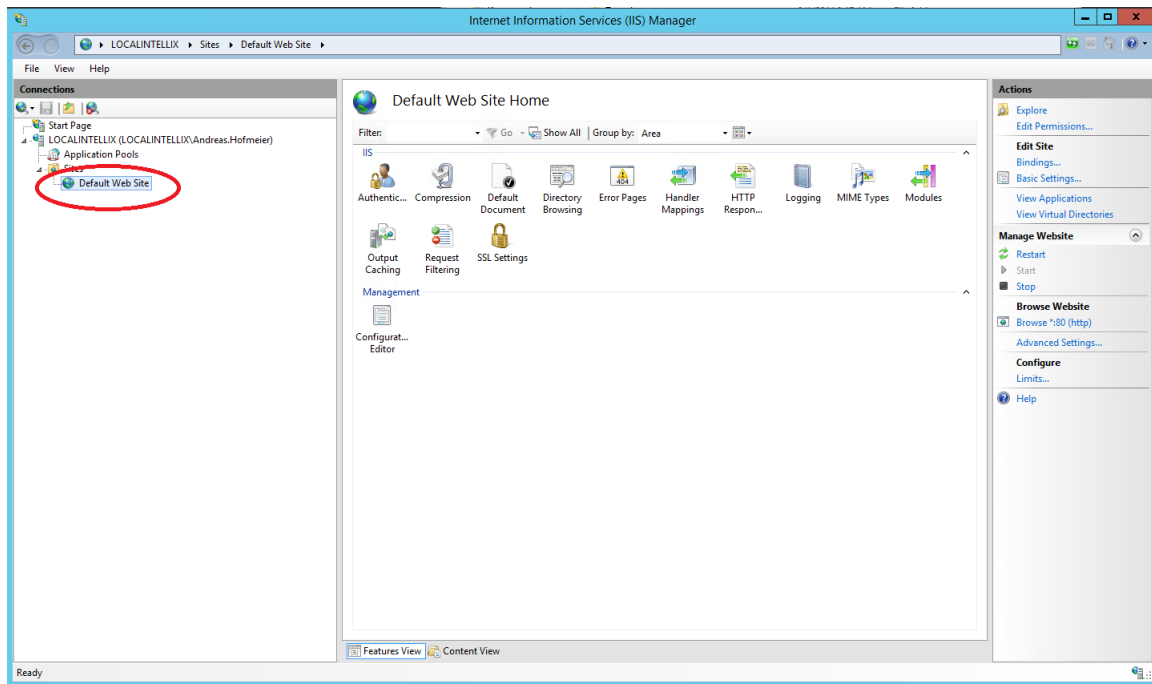 Internet Information Services (IIS) Manager
LOCALINTELLIX Sites Default Web Site
File View Help
Connections
Start Page
LOCALINTELLIX (LOCALINTELLIX\Andreas.Hofmeier)
Application Pools
Sites
Default Web Site
Default Web Site Home
Filter: Go Show All Group by: Area
IIS
Authentic... Compression Default Document Directory Browsing Error Pages Handler Mappings HTTP Respon... Logging MIME Types Modules
Output Caching Request Filtering SSL Settings
Management
Configurat... Editor
Features View Content View
Actions
Explore
Edit Permissions...
Edit Site
Bindings...
Basic Settings...
View Applications
View Virtual Directories
Manage Website
Restart
Start
Stop
Browse Website
Browse *:80 (http)
Advanced Settings...
Configure
Limits...
Help
Ready